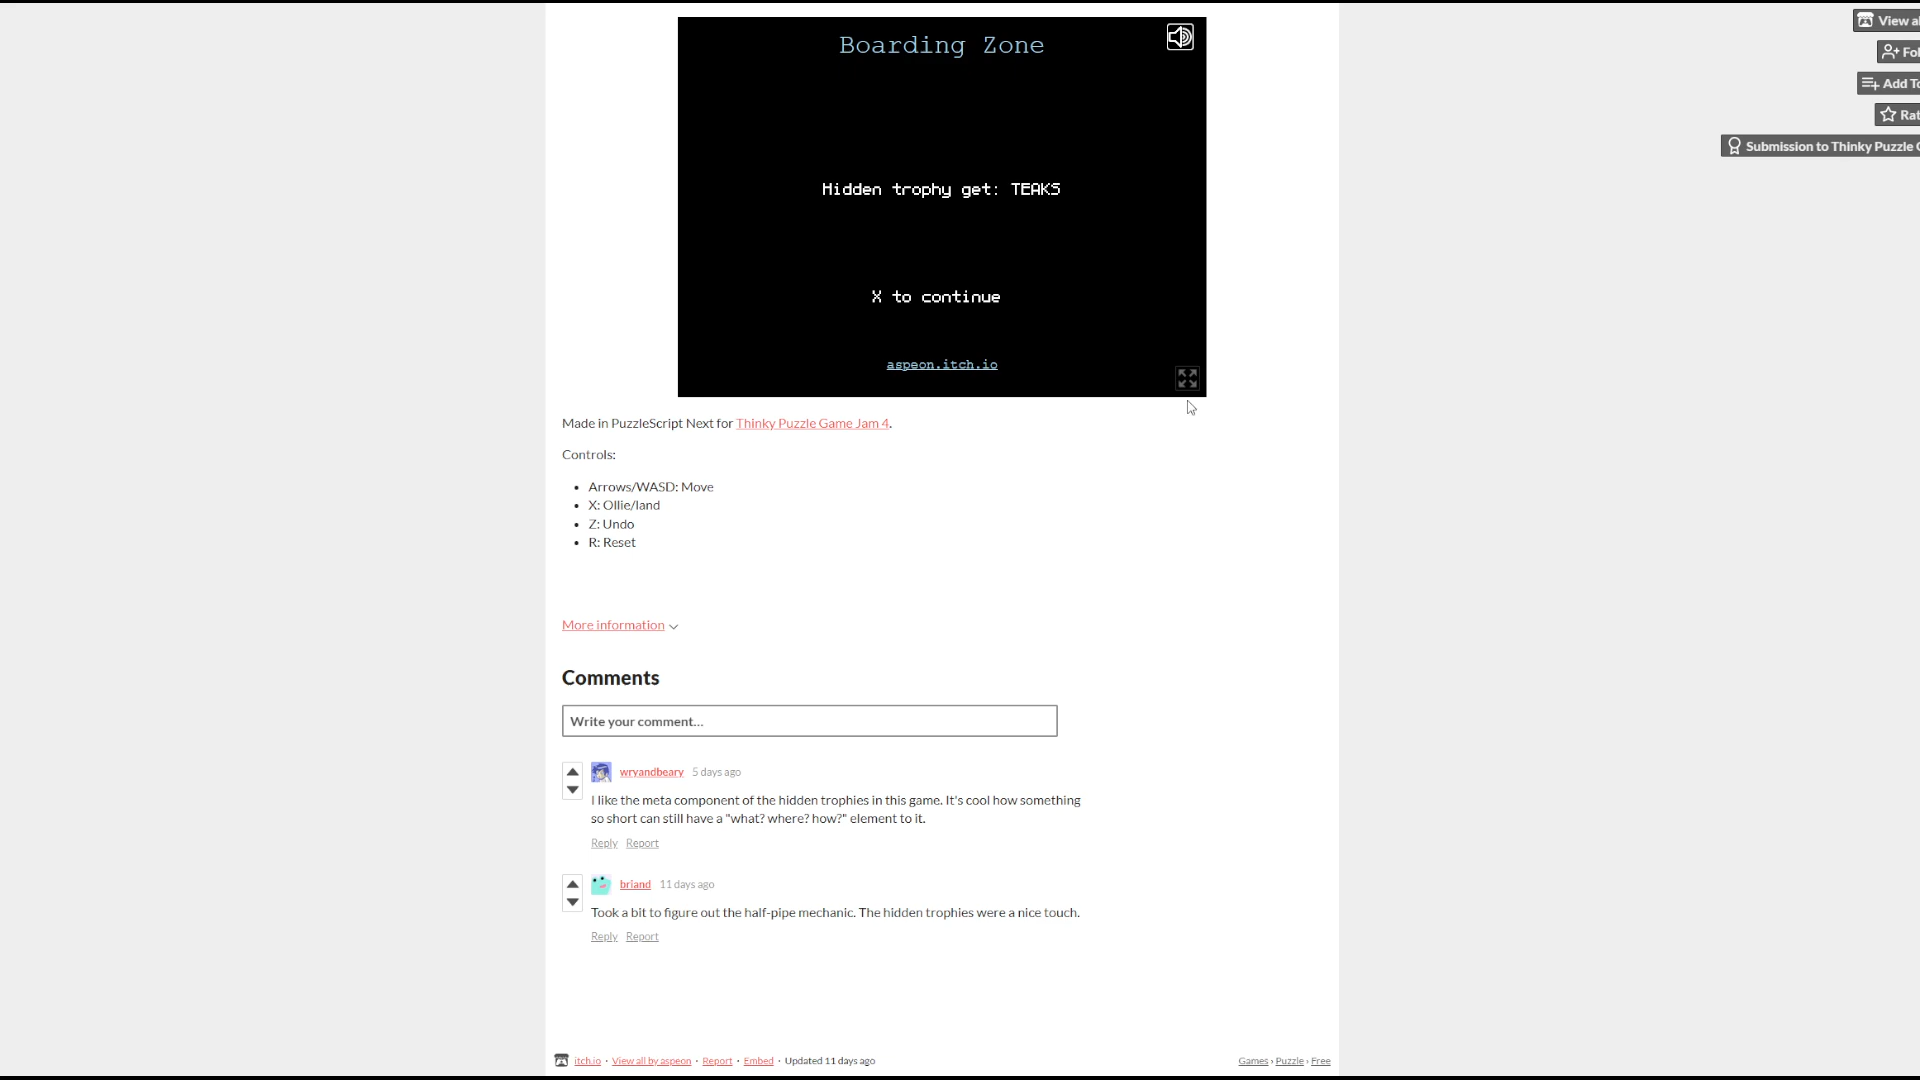 Boarding Zone
Hidden trophy get: TEAKS
X to continue
aspeon.itch.io
View al
Fol
Add To
Rat
Submission to Thinky Puzzle G
Made in PuzzleScript Next for Thinky Puzzle Game Jam 4.
Controls:
• Arrows/WASD: Move
• X: Ollie/land
• Z: Undo
• R: Reset
More information
Comments
Write your comment...
wryandbeary 5 days ago
I like the meta component of the hidden trophies in this game. It's cool how something
so short can still have a "what? where? how?" element to it.
Reply Report
briand 11 days ago
Took a bit to figure out the half-pipe mechanic. The hidden trophies were a nice touch.
Reply Report
itch.io · View all by aspeon · Report · Embed · Updated 11 days ago
Games › Puzzle › Free